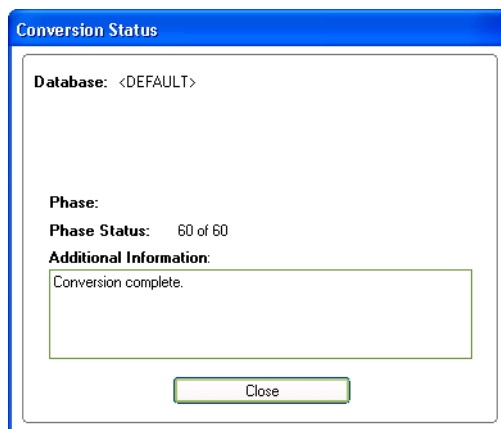 Conversion Status
Database: <DEFAULT>
Phase:
Phase Status: 60 of 60
Additional Information:
Conversion complete.
Close